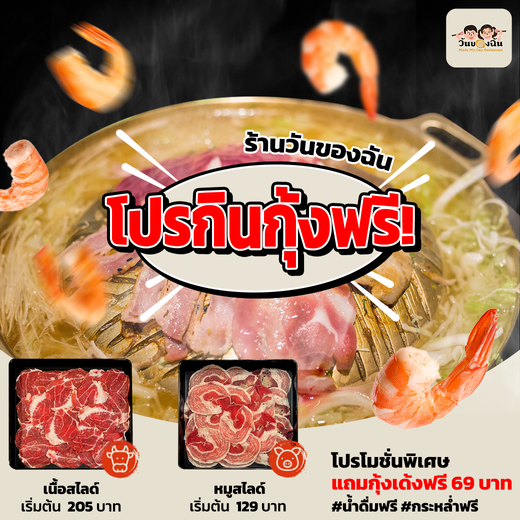 วันของฉัน
ร้านวันของฉัน
โปรกินกุ้งฟรี!
เนื้อสไลด์
เริ่มต้น 205 บาท
หมูสไลด์
เริ่มต้น 129 บาท
โปรโมชั่นพิเศษ
แถมกุ้งเด้งฟรี 69 บาท
#น้ำดื่มฟรี #กระหล่ำฟรี